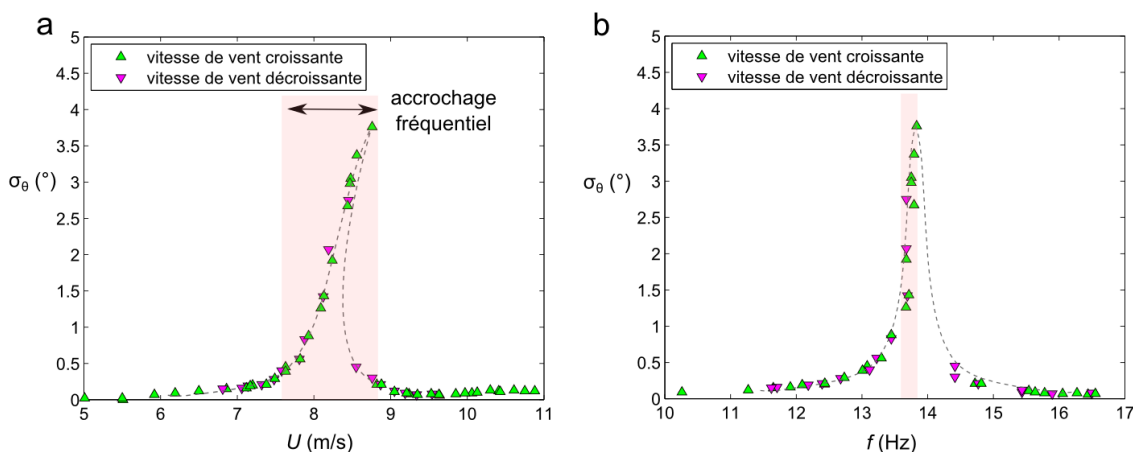 a
5
4.5
4
3.5
3
2.5
2
1.5
1
0.5
0
σθ (°)
vitesse de vent croissante
vitesse de vent décroissante
accrochage
fréquentiel
5 6 7 8 9 10 11
U (m/s)
b
5
4.5
4
3.5
3
2.5
2
1.5
1
0.5
0
σθ (°)
vitesse de vent croissante
vitesse de vent décroissante
10 11 12 13 14 15 16 17
f (Hz)